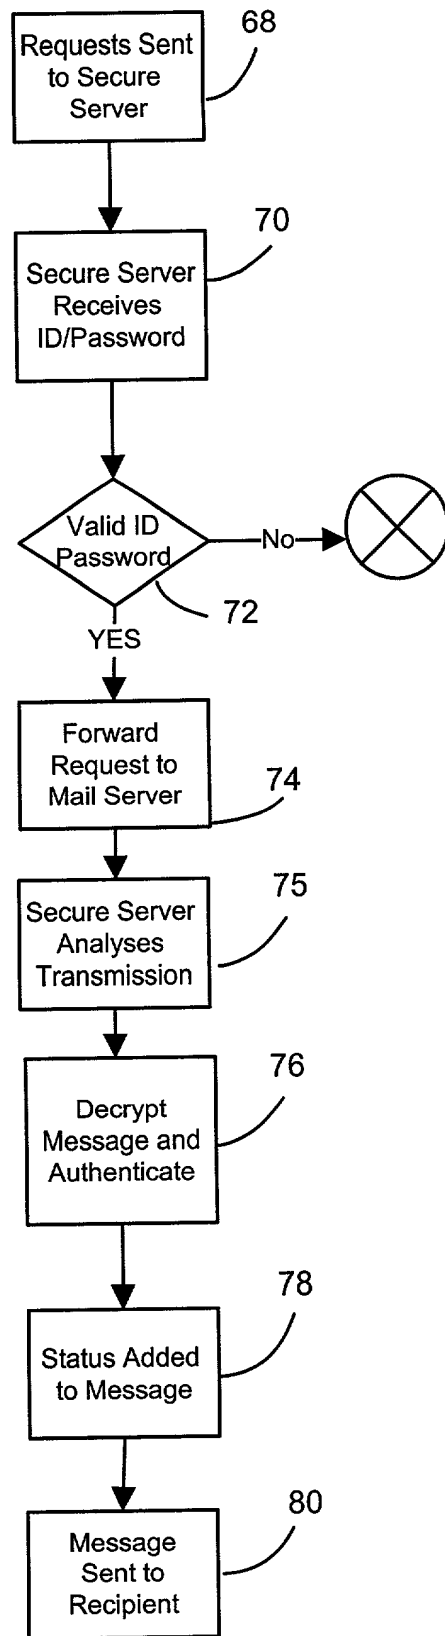 Requests Sent
to Secure
Server
68
Secure Server
Receives
ID/Password
70
Valid ID
Password
No
72
YES
Forward
Request to
Mail Server
74
Secure Server
Analyses
Transmission
75
Decrypt
Message and
Authenticate
76
Status Added
to Message
78
Message
Sent to
Recipient
80